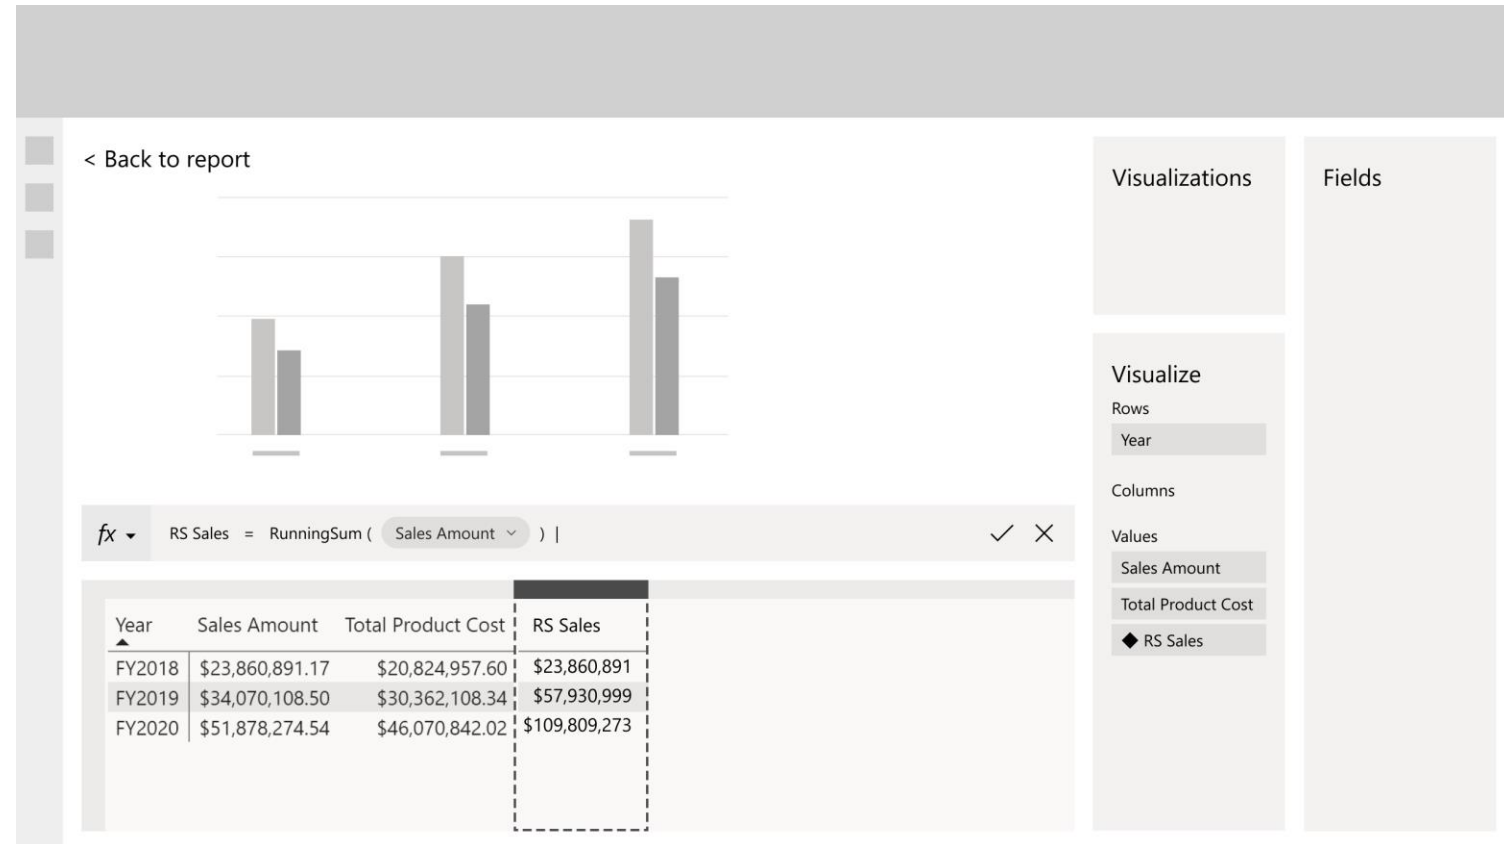 < Back to report
Visualizations
Fields
Visualize
Rows
Year
Columns
Values
Sales Amount
Total Product Cost
RS Sales
fx RS Sales = RunningSum ( Sales Amount ) |
Year Sales Amount Total Product Cost RS Sales
FY2018 $23,860,891.17 $20,824,957.60 $23,860,891
FY2019 $34,070,108.50 $30,362,108.34 $57,930,999
FY2020 $51,878,274.54 $46,070,842.02 $109,809,273